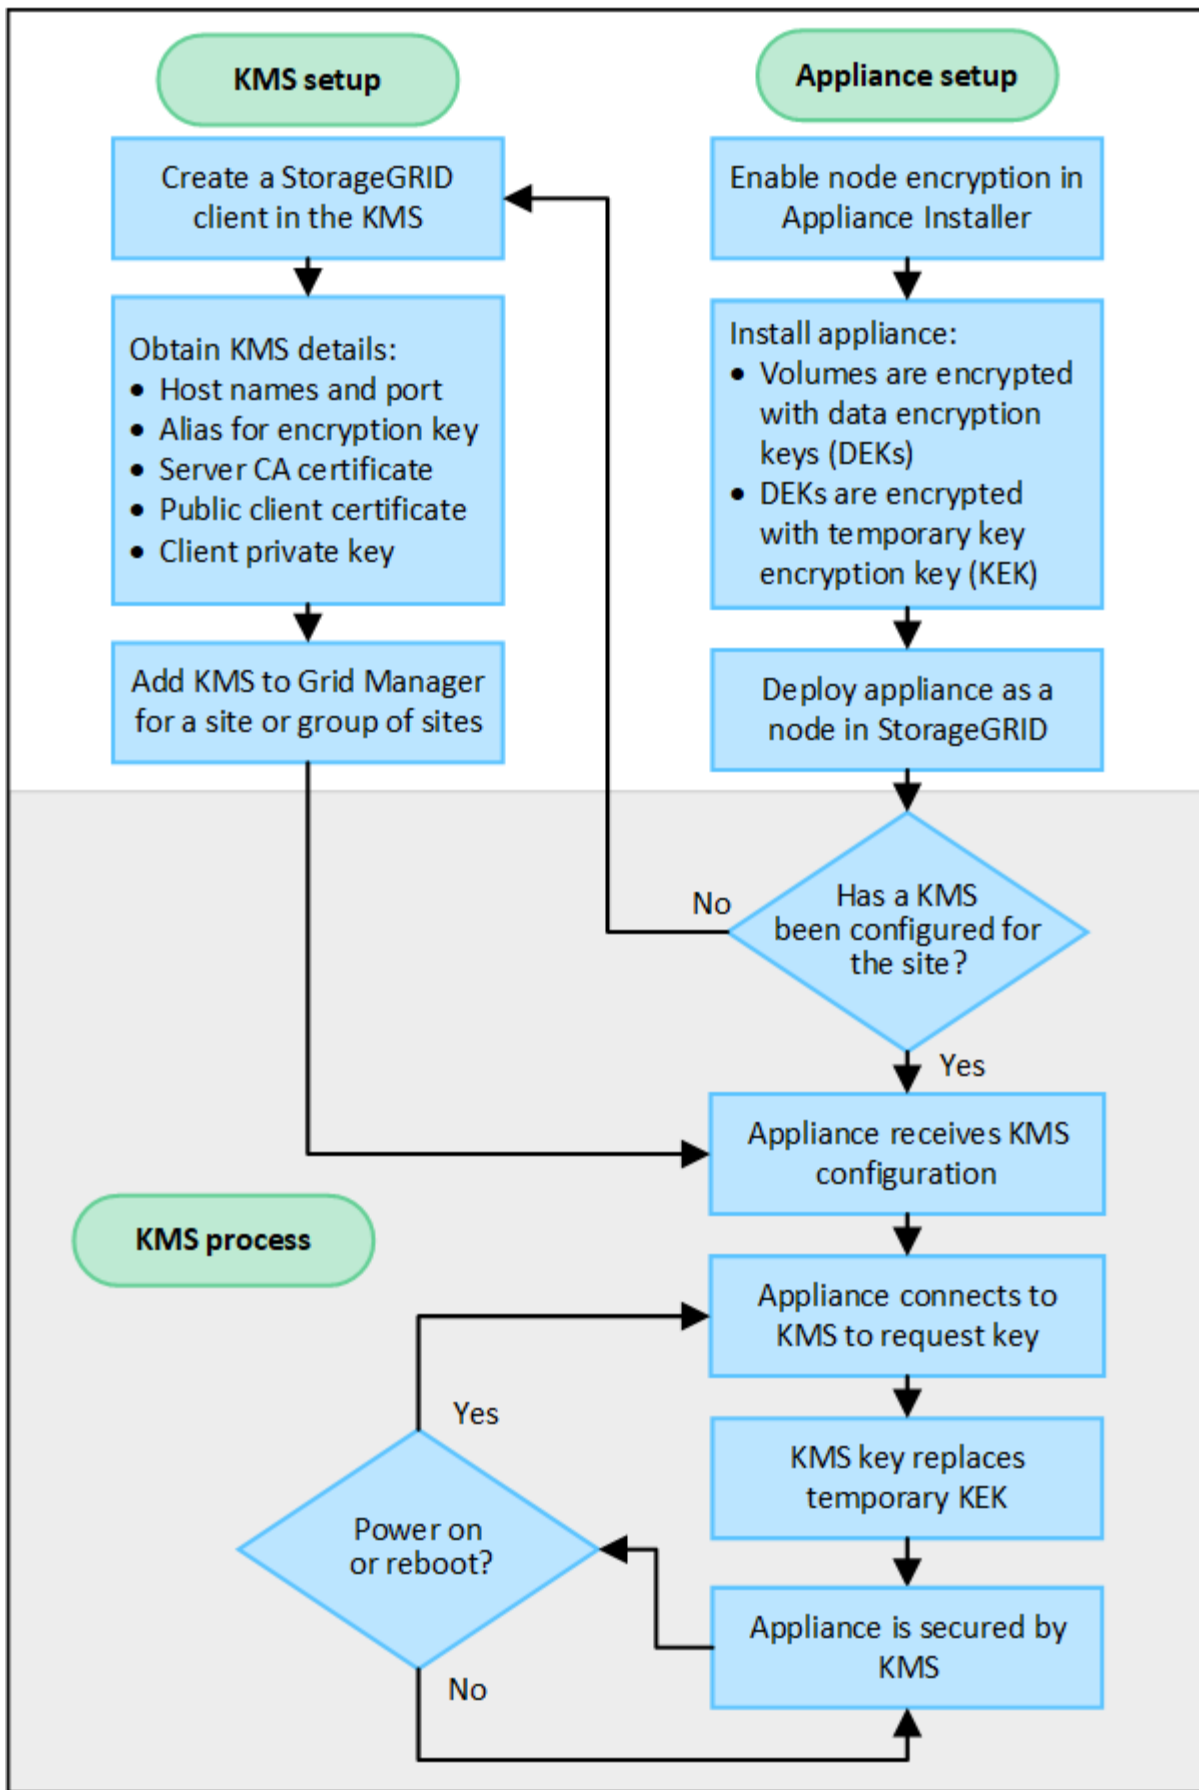 KMS setup
Create a StorageGRID
client in the KMS
Obtain KMS details:
• Host names and port
• Alias for encryption key
• Server CA certificate
• Public client certificate
• Client private key
Add KMS to Grid Manager
for a site or group of sites
Appliance setup
Enable node encryption in
Appliance Installer
Install appliance:
• Volumes are encrypted
with data encryption
keys (DEKs)
• DEKs are encrypted
with temporary key
encryption key (KEK)
Deploy appliance as a
node in StorageGRID
Has a KMS
been configured for
the site?
No
Yes
Appliance receives KMS
configuration
KMS process
Appliance connects to
KMS to request key
KMS key replaces
temporary KEK
Appliance is secured by
KMS
Power on
or reboot?
Yes
No